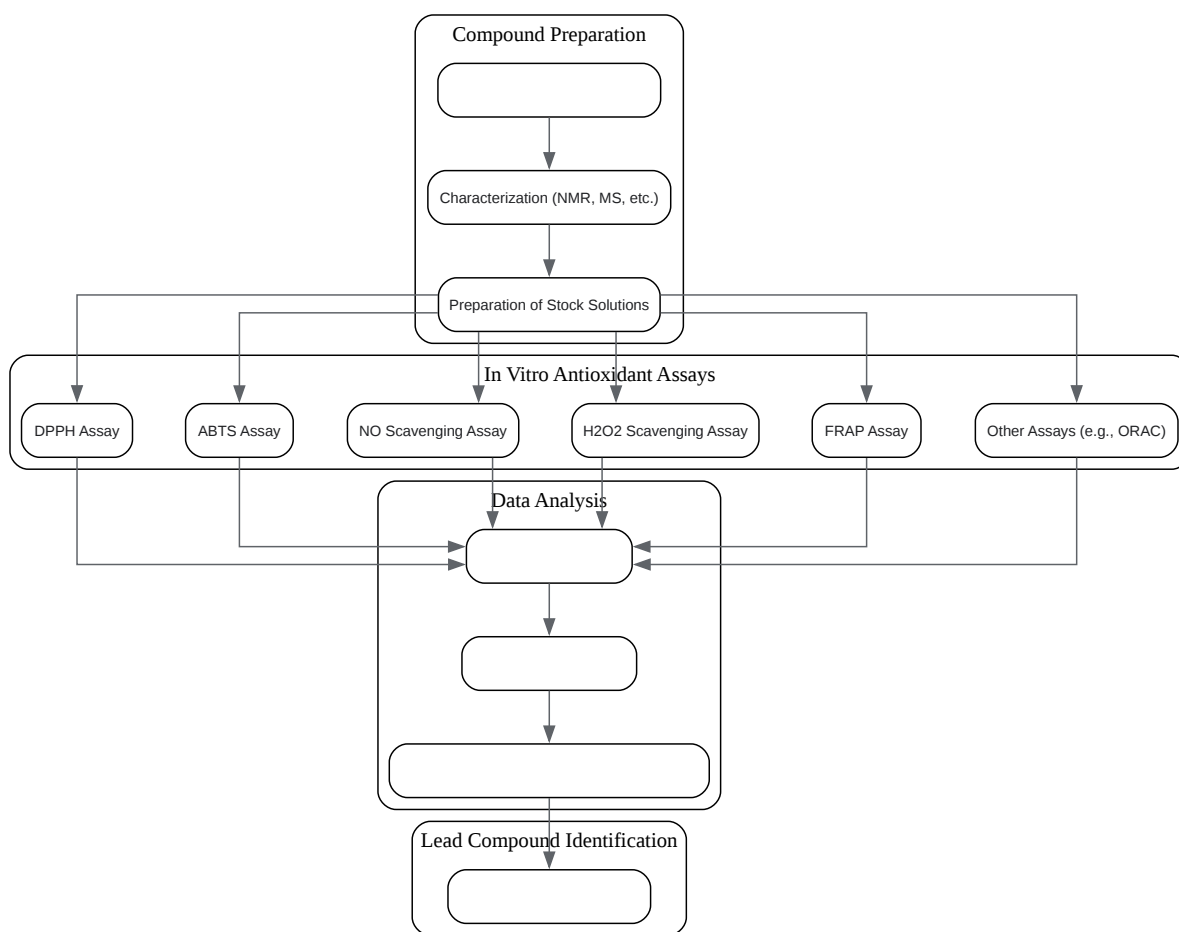 Compound Preparation
Characterization (NMR, MS, etc.)
Preparation of Stock Solutions
In Vitro Antioxidant Assays
DPPH Assay
ABTS Assay
NO Scavenging Assay
H2O2 Scavenging Assay
FRAP Assay
Other Assays (e.g., ORAC)
Data Analysis
Lead Compound Identification